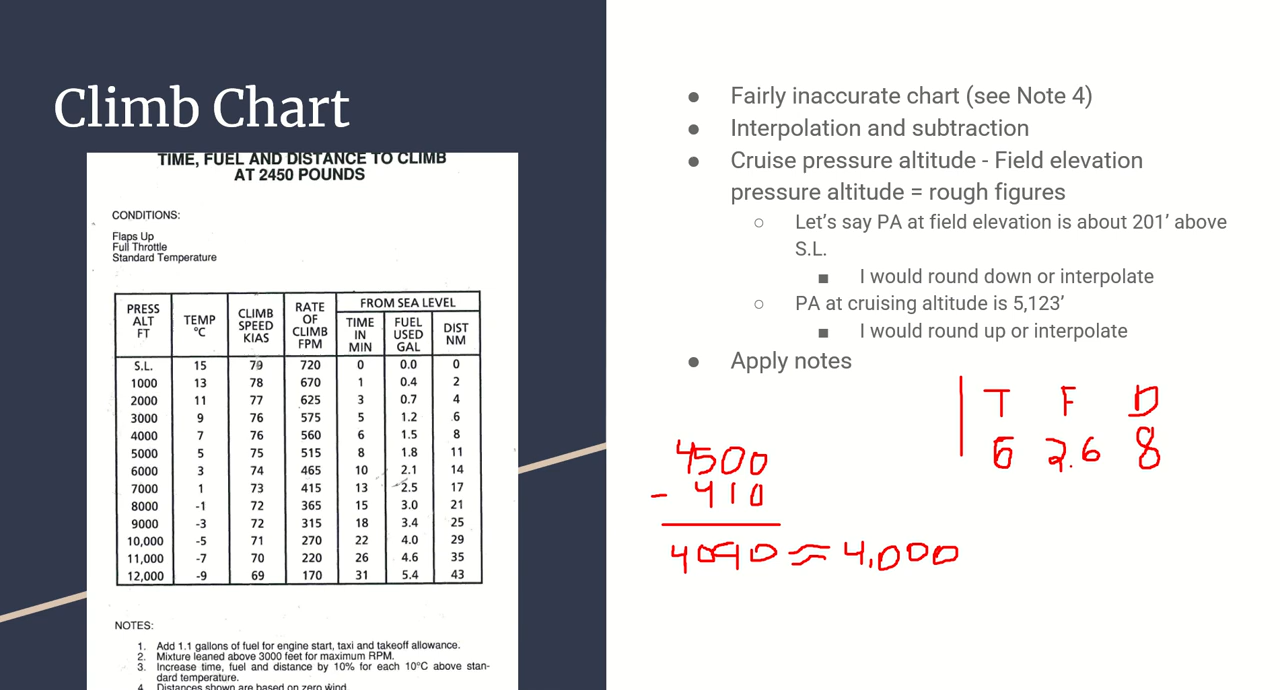 Climb Chart
TIME, FUEL AND DISTANCE TO CLIMB
AT 2450 POUNDS
CONDITIONS:
Flaps Up
Full Throttle
Standard Temperature
PRESS ALT FT | TEMP °C | CLIMB SPEED KIAS | RATE OF CLIMB FPM | FROM SEA LEVEL
TIME IN MIN | FUEL USED GAL | DIST NM
S.L. 15 79 720 0 0.0 0
1000 13 78 670 1 0.4 2
2000 11 77 625 3 0.7 4
3000 9 76 575 5 1.2 6
4000 7 76 560 6 1.5 8
5000 5 75 515 8 1.8 11
6000 3 74 465 10 2.1 14
7000 1 73 415 13 2.5 17
8000 -1 72 365 15 3.0 21
9000 -3 72 315 18 3.4 25
10,000 -5 71 270 22 4.0 29
11,000 -7 70 220 26 4.6 35
12,000 -9 69 170 31 5.4 43
NOTES:
1. Add 1.1 gallons of fuel for engine start, taxi and takeoff allowance.
2. Mixture leaned above 3000 feet for maximum RPM.
3. Increase time, fuel and distance by 10% for each 10°C above stan-
dard temperature.
4. Distances shown are based on zero wind.
● Fairly inaccurate chart (see Note 4)
● Interpolation and subtraction
● Cruise pressure altitude - Field elevation
pressure altitude = rough figures
○ Let’s say PA at field elevation is about 201’ above
S.L.
■ I would round down or interpolate
○ PA at cruising altitude is 5,123’
■ I would round up or interpolate
● Apply notes
T F D
6 2.6 8
4500
- 410
4090 ≈ 4,000